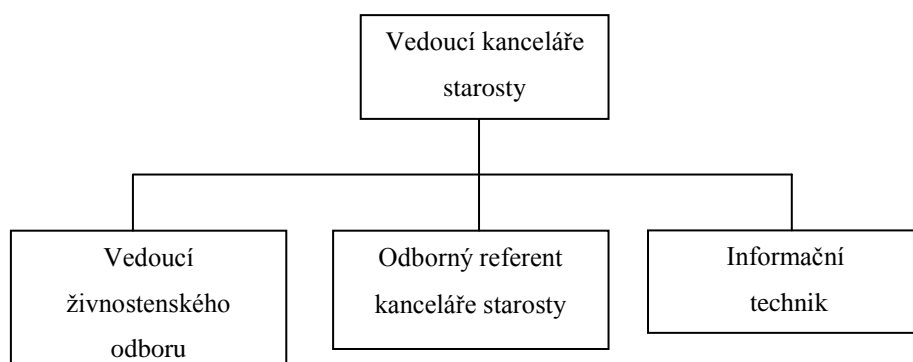 Vedoucí kanceláře
starosty
Vedoucí
živnostenského
odboru
Odborný referent
kanceláře starosty
Informační
technik